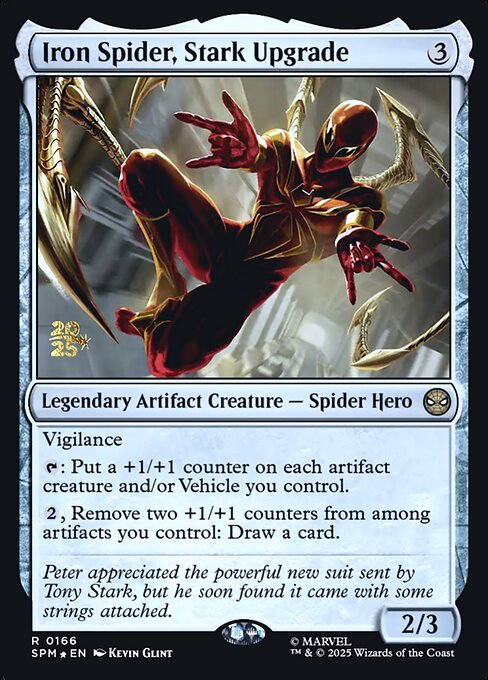 Iron Spider, Stark Upgrade 3
2025
Legendary Artifact Creature — Spider Hero
Vigilance
: Put a +1/+1 counter on each artifact
creature and/or Vehicle you control.
2, Remove two +1/+1 counters from among
artifacts you control: Draw a card.
Peter appreciated the powerful new suit sent by
Tony Stark, but he soon found it came with some
strings attached.
2/3
R 0166
SPM★EN Kevin Glint
© MARVEL
™ & © 2025 Wizards of the Coast